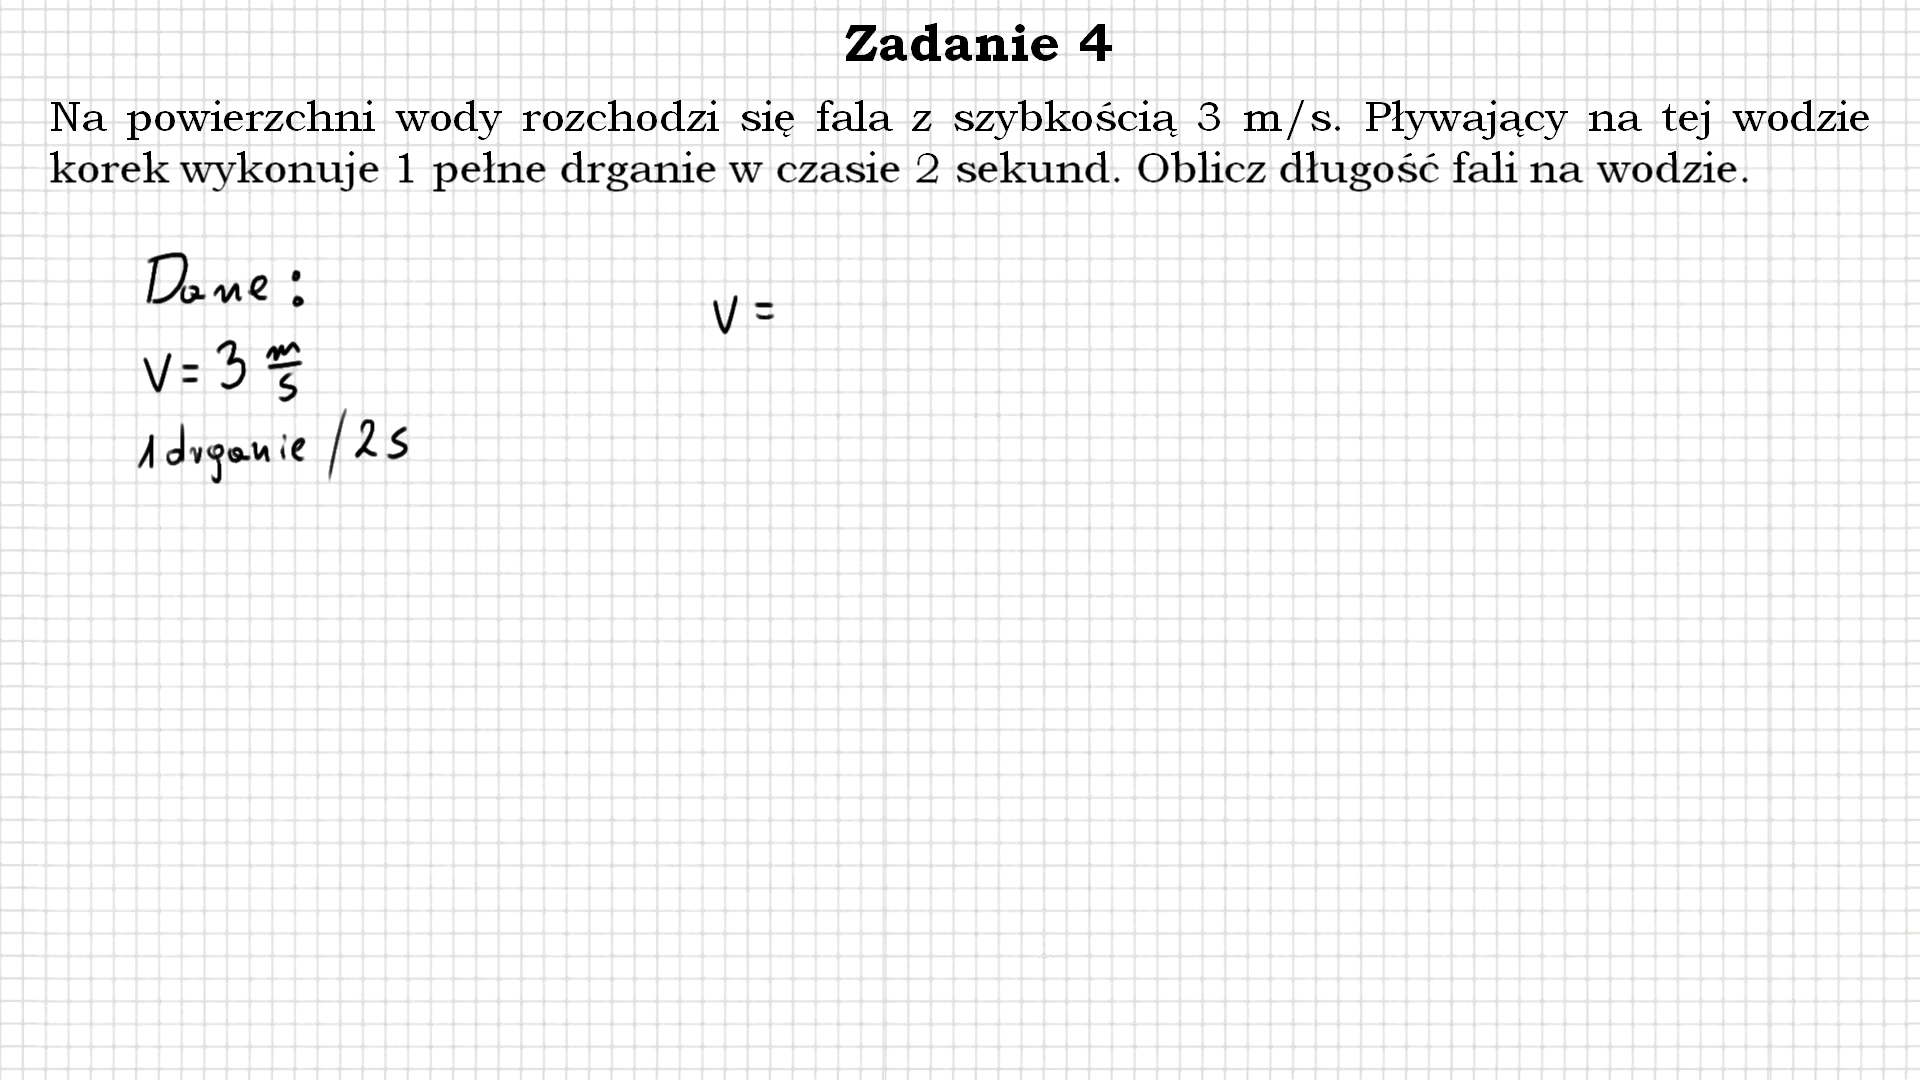 Zadanie 4
Na powierzchni wody rozchodzi się fala z szybkością 3 m/s. Pływający na tej wodzie
korek wykonuje 1 pełne drganie w czasie 2 sekund. Oblicz długość fali na wodzie.
Dane:
V = 3 m/s
1 drganie / 2 s
V =